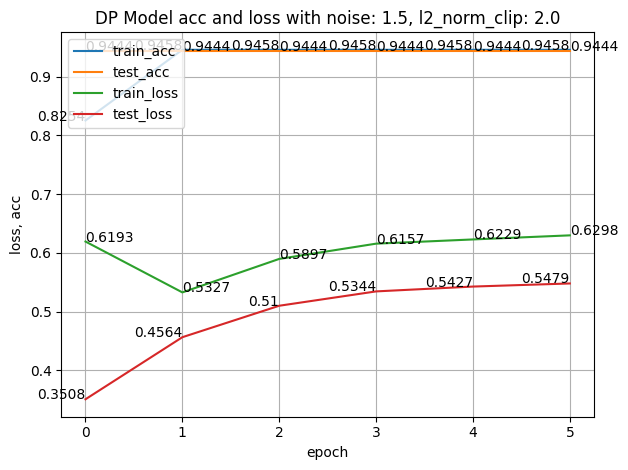 DP Model acc and loss with noise: 1.5, l2_norm_clip: 2.0
train_acc
test_acc
train_loss
test_loss
0.9444 0.9458 0.9444 0.9458 0.9444 0.9458 0.9444 0.9458 0.9444 0.9458 0.9444
0.9
0.8
0.7
0.6
0.5
0.4
loss, acc
0.6193
0.5327
0.5897
0.6157
0.6229
0.6298
0.3508
0.4564
0.51
0.5344
0.5427
0.5479
0 1 2 3 4 5
epoch